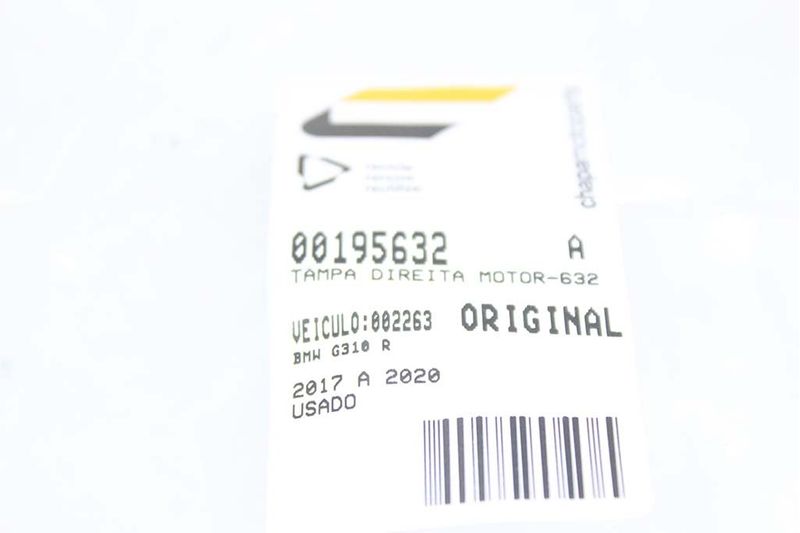 chapamotoparts
00195632 A
TAMPA DIREITA MOTOR-632
VEICULO:002263 ORIGINAL
BMW G310 R
2017 A 2020
USADO